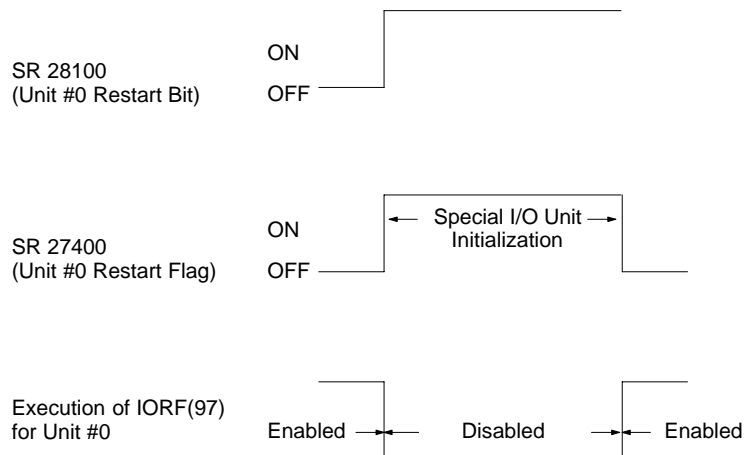 ON
SR 28100
(Unit #0 Restart Bit)
OFF
Special I/O Unit
Initialization
ON
SR 27400
(Unit #0 Restart Flag)
OFF
Execution of IORF(97)
for Unit #0
Enabled
Disabled
Enabled